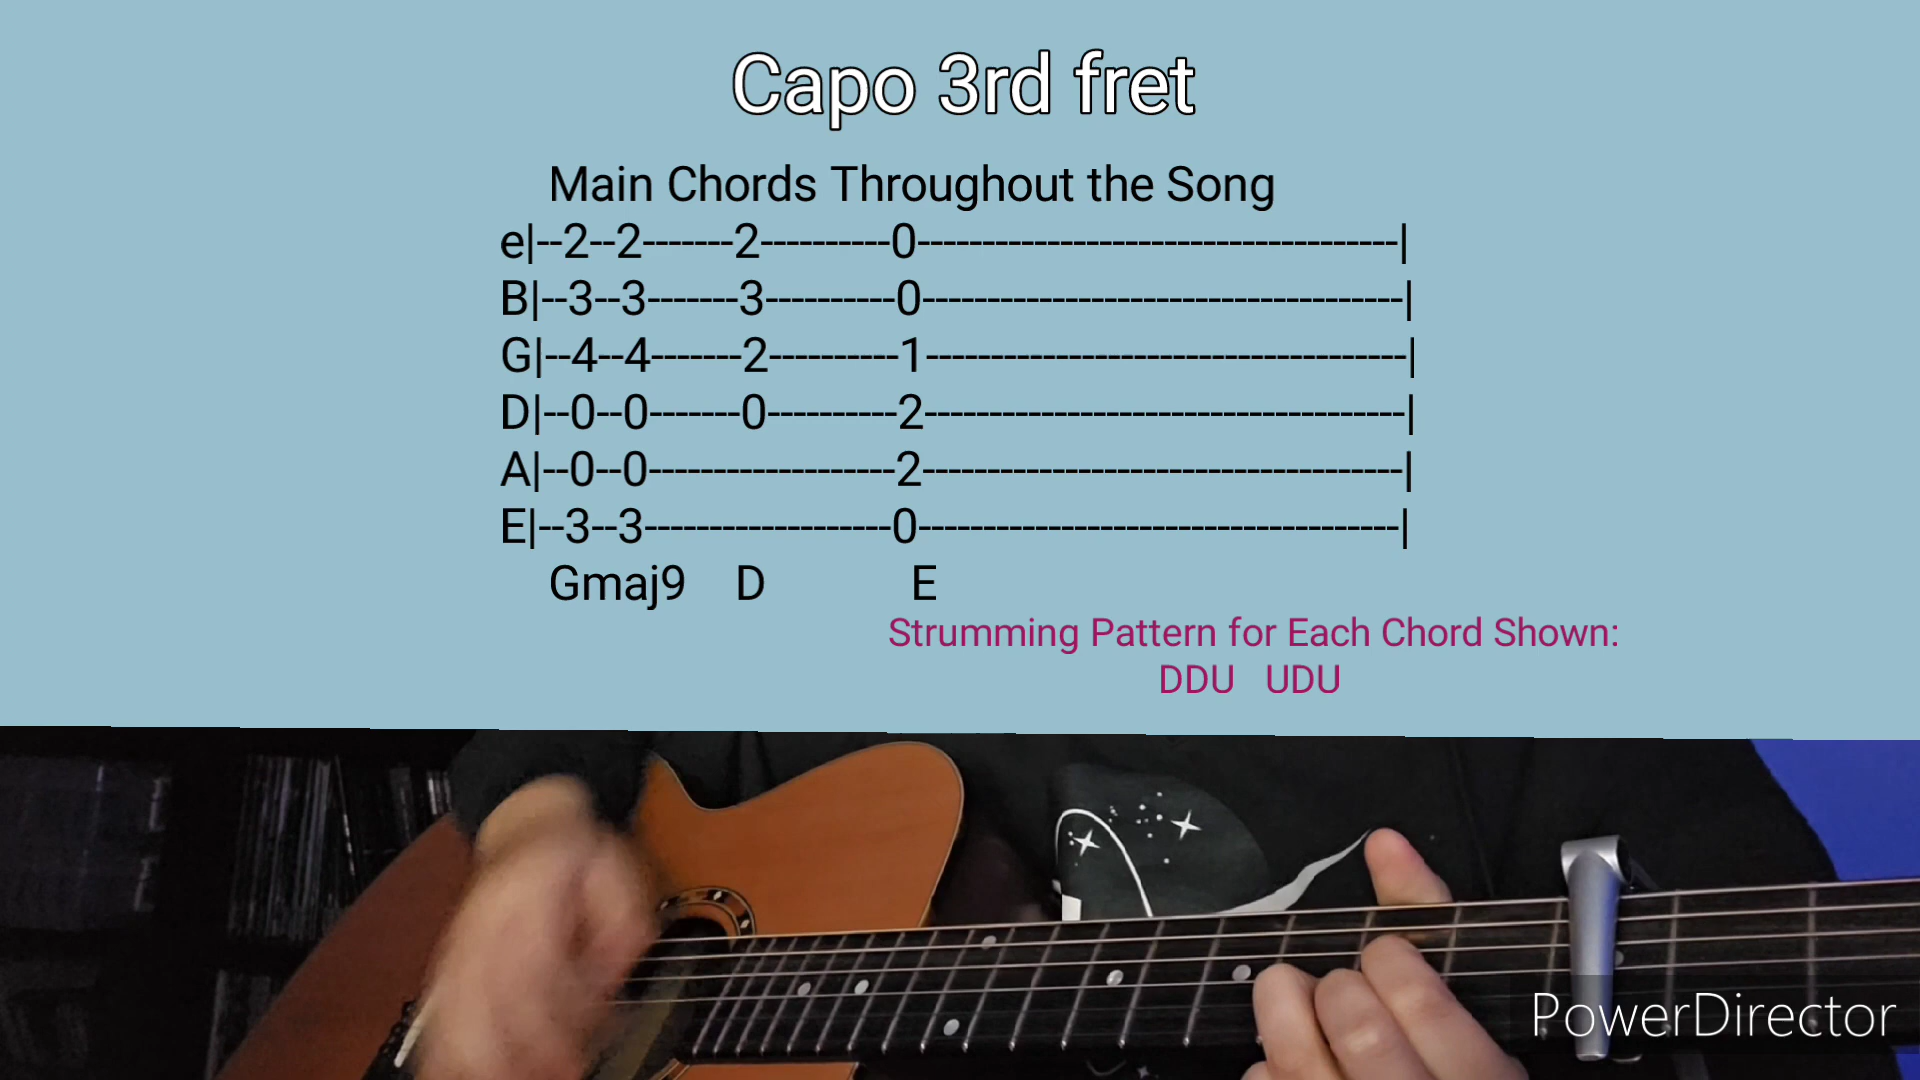 Capo 3rd fret
Main Chords Throughout the Song
e|--2--2-------2----------0-------------------------------------|
B|--3--3-------3----------0-------------------------------------|
G|--4--4-------2----------1-------------------------------------|
D|--0--0-------0----------2-------------------------------------|
A|--0--0-------------------2-------------------------------------|
E|--3--3-------------------0-------------------------------------|
Gmaj9 D E
Strumming Pattern for Each Chord Shown:
DDU UDU
PowerDirector